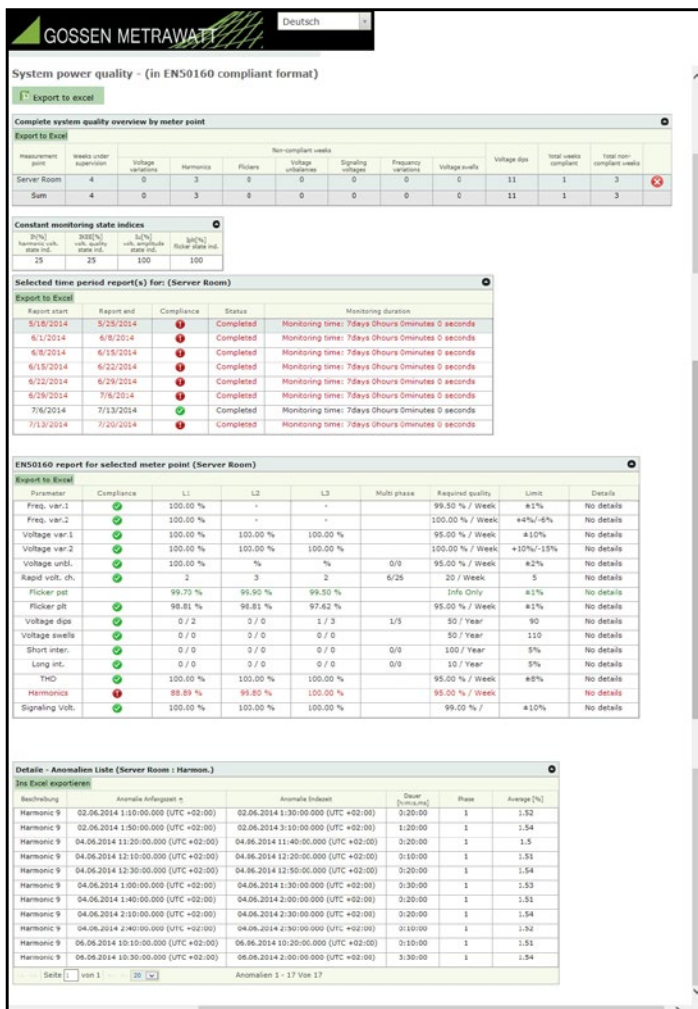 GOSSEN METRAWATT
Deutsch
System power quality - (in EN50160 compliant format)
Export to excel
Complete system quality overview by meter point
Export to Excel
Measurement point Weeks under supervision Non-compliant weeks Voltage dips Total weeks compliant Total non-compliant weeks
Voltage variations Harmonics Flickers Voltage unbalances Signaling voltages Frequency variations Voltage swells
Server Room 4 0 3 0 0 0 0 0 11 1 3
Sum 4 0 3 0 0 0 0 0 11 1 3
Constant monitoring state indices
harmonic volt. state ind. volt. quality state ind. volt. amplitude state ind. flicker state ind.
25 25 100 100
Selected time period report(s) for: (Server Room)
Export to Excel
Report start Report end Compliance Status Monitoring duration
5/18/2014 5/25/2014 Completed Monitoring time: 7days 0hours 0minutes 0 seconds
6/1/2014 6/8/2014 Completed Monitoring time: 7days 0hours 0minutes 0 seconds
6/8/2014 6/15/2014 Completed Monitoring time: 7days 0hours 0minutes 0 seconds
6/15/2014 6/22/2014 Completed Monitoring time: 7days 0hours 0minutes 0 seconds
6/22/2014 6/29/2014 Completed Monitoring time: 7days 0hours 0minutes 0 seconds
6/29/2014 7/6/2014 Completed Monitoring time: 7days 0hours 0minutes 0 seconds
7/6/2014 7/13/2014 Completed Monitoring time: 7days 0hours 0minutes 0 seconds
7/13/2014 7/20/2014 Completed Monitoring time: 7days 0hours 0minutes 0 seconds
EN50160 report for selected meter point (Server Room)
Export to Excel
Parameter Compliance L1 L2 L3 Multi phase Required quality Limit Details
Freq. var.1 100.00 % - - 99.50 % / Week ±1% No details
Freq. var.2 100.00 % - - 100.00 % / Week +4%/-6% No details
Voltage var.1 100.00 % 100.00 % 100.00 % 95.00 % / Week ±10% No details
Voltage var.2 100.00 % 100.00 % 100.00 % 100.00 % / Week +10%/-15% No details
Voltage unbl. 100.00 % % % 0/0 95.00 % / Week ±2% No details
Rapid volt. ch. 2 3 2 6/26 20 / Week 5 No details
Flicker pst 99.70 % 99.90 % 99.50 % Info Only ±1% No details
Flicker plt 98.81 % 98.81 % 97.62 % 95.00 % / Week ±1% No details
Voltage dips 0 / 2 0 / 0 1 / 3 1/5 50 / Year 90 No details
Voltage swells 0 / 0 0 / 0 0 / 0 50 / Year 110 No details
Short inter. 0 / 0 0 / 0 0 / 0 0/0 100 / Year 5% No details
Long int. 0 / 0 0 / 0 0 / 0 0/0 10 / Year 5% No details
THD 100.00 % 100.00 % 100.00 % 95.00 % / Week ±8% No details
Harmonics 88.89 % 99.80 % 100.00 % 95.00 % / Week No details
Signaling Volt. 100.00 % 100.00 % 100.00 % 99.00 % / ±10% No details
Details - Anomalien Liste (Server Room : Harmon.)
Ins Excel exportieren
Beschreibung Anomalie Anfangszeit Anomalie Endezeit Dauer [h:m:s.ms] Phase Average [%]
Harmonic 9 02.06.2014 1:10:00.000 (UTC +02:00) 02.06.2014 1:30:00.000 (UTC +02:00) 0:20:00 1 1.52
Harmonic 9 02.06.2014 1:50:00.000 (UTC +02:00) 02.06.2014 3:10:00.000 (UTC +02:00) 1:20:00 1 1.54
Harmonic 9 04.06.2014 11:20:00.000 (UTC +02:00) 04.06.2014 11:40:00.000 (UTC +02:00) 0:20:00 1 1.5
Harmonic 9 04.06.2014 12:10:00.000 (UTC +02:00) 04.06.2014 12:20:00.000 (UTC +02:00) 0:10:00 1 1.51
Harmonic 9 04.06.2014 12:30:00.000 (UTC +02:00) 04.06.2014 12:50:00.000 (UTC +02:00) 0:20:00 1 1.54
Harmonic 9 04.06.2014 1:00:00.000 (UTC +02:00) 04.06.2014 1:30:00.000 (UTC +02:00) 0:30:00 1 1.53
Harmonic 9 04.06.2014 1:40:00.000 (UTC +02:00) 04.06.2014 2:00:00.000 (UTC +02:00) 0:20:00 1 1.51
Harmonic 9 04.06.2014 2:10:00.000 (UTC +02:00) 04.06.2014 2:30:00.000 (UTC +02:00) 0:20:00 1 1.54
Harmonic 9 04.06.2014 2:40:00.000 (UTC +02:00) 04.06.2014 2:50:00.000 (UTC +02:00) 0:10:00 1 1.52
Harmonic 9 06.06.2014 10:10:00.000 (UTC +02:00) 06.06.2014 10:20:00.000 (UTC +02:00) 0:10:00 1 1.51
Harmonic 9 06.06.2014 10:30:00.000 (UTC +02:00) 06.06.2014 2:00:00.000 (UTC +02:00) 3:30:00 1 1.54
Seite 1 von 1 20 Anomalien 1 - 17 Von 17